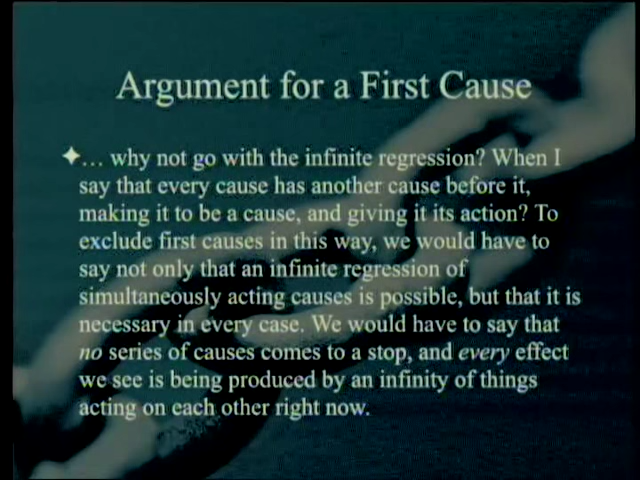 Argument for a First Cause
… why not go with the infinite regression? When I
say that every cause has another cause before it,
making it to be a cause, and giving it its action? To
exclude first causes in this way, we would have to
say not only that an infinite regression of
simultaneously acting causes is possible, but that it is
necessary in every case. We would have to say that
no series of causes comes to a stop, and every effect
we see is being produced by an infinity of things
acting on each other right now.